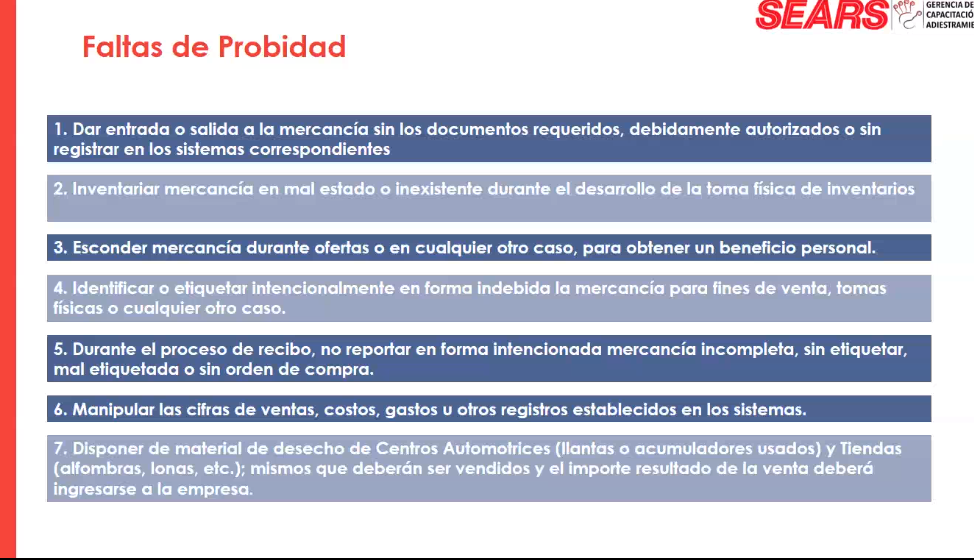 SEARS
GERENCIA DE
CAPACITACIÓ
ADIESTRAMIE
Faltas de Probidad
1. Dar entrada o salida a la mercancía sin los documentos requeridos, debidamente autorizados o sin
registrar en los sistemas correspondientes
2. Inventariar mercancía en mal estado o inexistente durante el desarrollo de la toma física de inventarios
3. Esconder mercancía durante ofertas o en cualquier otro caso, para obtener un beneficio personal.
4. Identificar o etiquetar intencionalmente en forma indebida la mercancía para fines de venta, tomas
físicas o cualquier otro caso.
5. Durante el proceso de recibo, no reportar en forma intencionada mercancía incompleta, sin etiquetar,
mal etiquetada o sin orden de compra.
6. Manipular las cifras de ventas, costos, gastos u otros registros establecidos en los sistemas.
7. Disponer de material de desecho de Centros Automotrices (llantas o acumuladores usados) y Tiendas
(alfombras, lonas, etc.); mismos que deberán ser vendidos y el importe resultado de la venta deberá
ingresarse a la empresa.